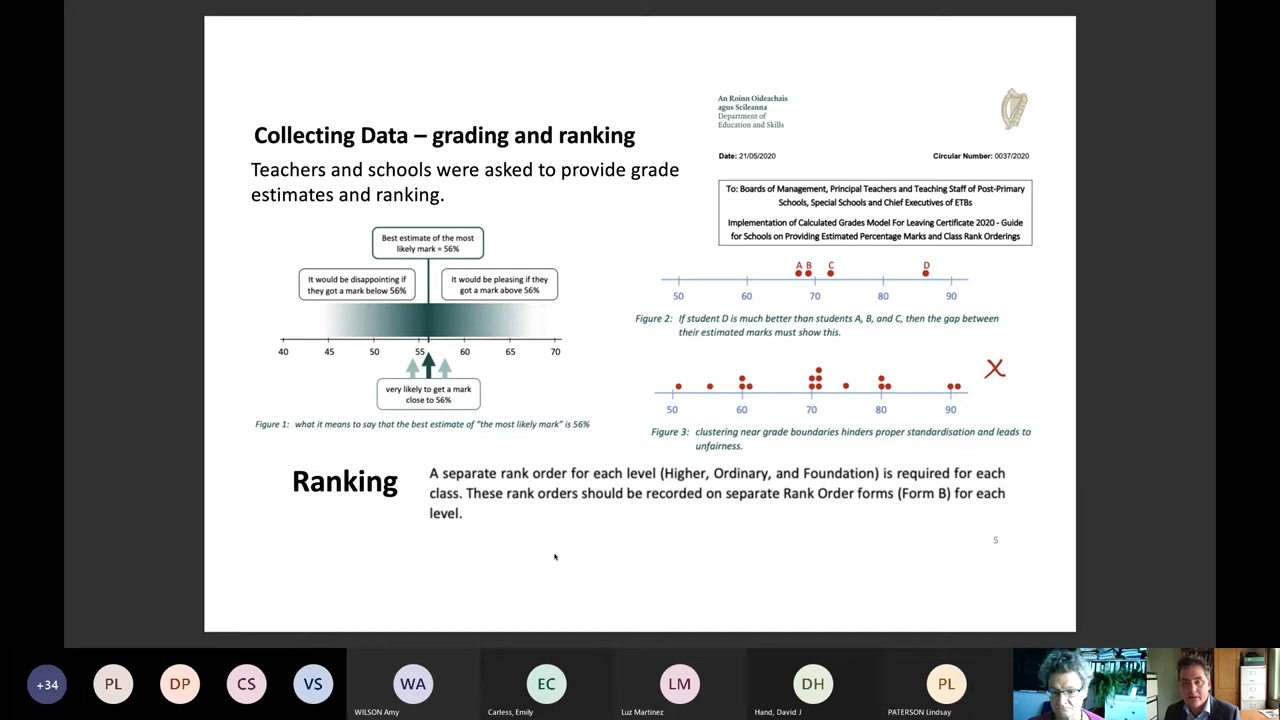 An Roinn Oideachais
agus Scileanna
Department of
Education and Skills
Collecting Data – grading and ranking
Date: 21/05/2020
Circular Number: 0037/2020
Teachers and schools were asked to provide grade
estimates and ranking.
To: Boards of Management, Principal Teachers and Teaching Staff of Post-Primary
Schools, Special Schools and Chief Executives of ETBs
Implementation of Calculated Grades Model For Leaving Certificate 2020 - Guide
for Schools on Providing Estimated Percentage Marks and Class Rank Orderings
Best estimate of the most
likely mark = 56%
It would be disappointing if
they got a mark below 56%
It would be pleasing if they
got a mark above 56%
40 45 50 55 60 65 70
very likely to get a mark
close to 56%
Figure 1: what it means to say that the best estimate of "the most likely mark" is 56%
A B C D
50 60 70 80 90
Figure 2: If student D is much better than students A, B, and C, then the gap between
their estimated marks must show this.
X
50 60 70 80 90
Figure 3: clustering near grade boundaries hinders proper standardisation and leads to
unfairness.
Ranking
A separate rank order for each level (Higher, Ordinary, and Foundation) is required for each
class. These rank orders should be recorded on separate Rank Order forms (Form B) for each
level.
5
+34 PL DP CS VS WA EC LM DH PL
WILSON Amy
Carless, Emily
Luz Martinez
Hand, David J
PATERSON Lindsay